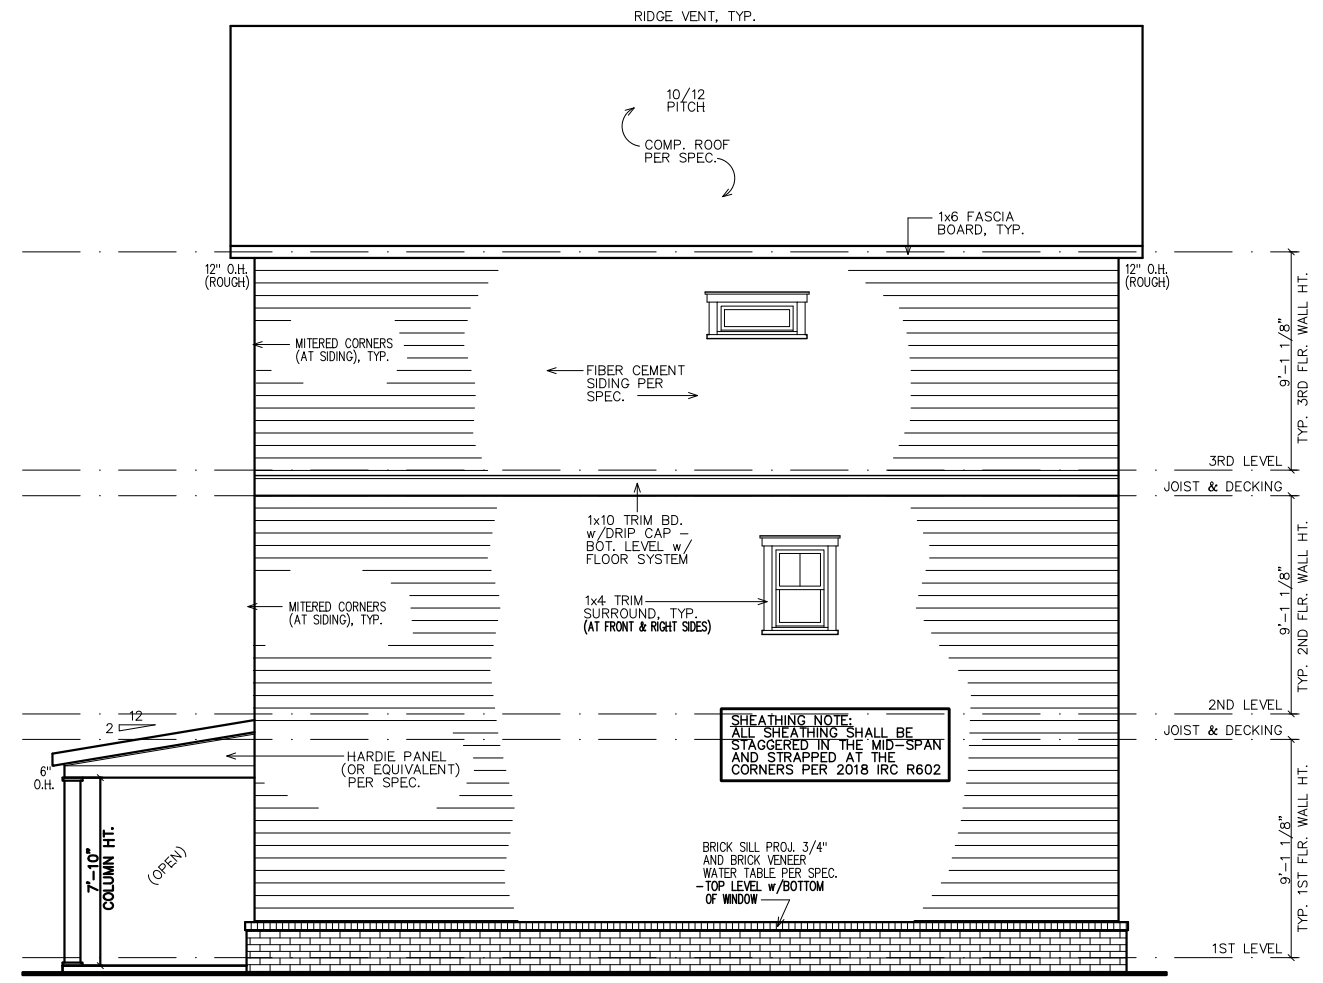 RIDGE VENT, TYP.
10/12
PITCH
COMP. ROOF
PER SPEC.
1x6 FASCIA
BOARD, TYP.
12" O.H.
(ROUGH)
12" O.H.
(ROUGH)
MITERED CORNERS
(AT SIDING), TYP.
FIBER CEMENT
SIDING PER
SPEC.
9'-1 1/8"
TYP. 3RD FLR. WALL HT.
3RD LEVEL
JOIST & DECKING
1x10 TRIM BD.
w/DRIP CAP -
BOT. LEVEL w/
FLOOR SYSTEM
1x4 TRIM
SURROUND, TYP.
(AT FRONT & RIGHT SIDES)
MITERED CORNERS
(AT SIDING), TYP.
9'-1 1/8"
TYP. 2ND FLR. WALL HT.
2ND LEVEL
JOIST & DECKING
12
2
SHEATHING NOTE:
ALL SHEATHING SHALL BE
STAGGERED IN THE MID-SPAN
AND STRAPPED AT THE
CORNERS PER 2018 IRC R602
HARDIE PANEL
(OR EQUIVALENT)
PER SPEC.
6"
O.H.
7'-10"
COLUMN HT.
(OPEN)
BRICK SILL PROJ. 3/4"
AND BRICK VENEER
WATER TABLE PER SPEC.
-TOP LEVEL w/BOTTOM
OF WINDOW
9'-1 1/8"
TYP. 1ST FLR. WALL HT.
1ST LEVEL